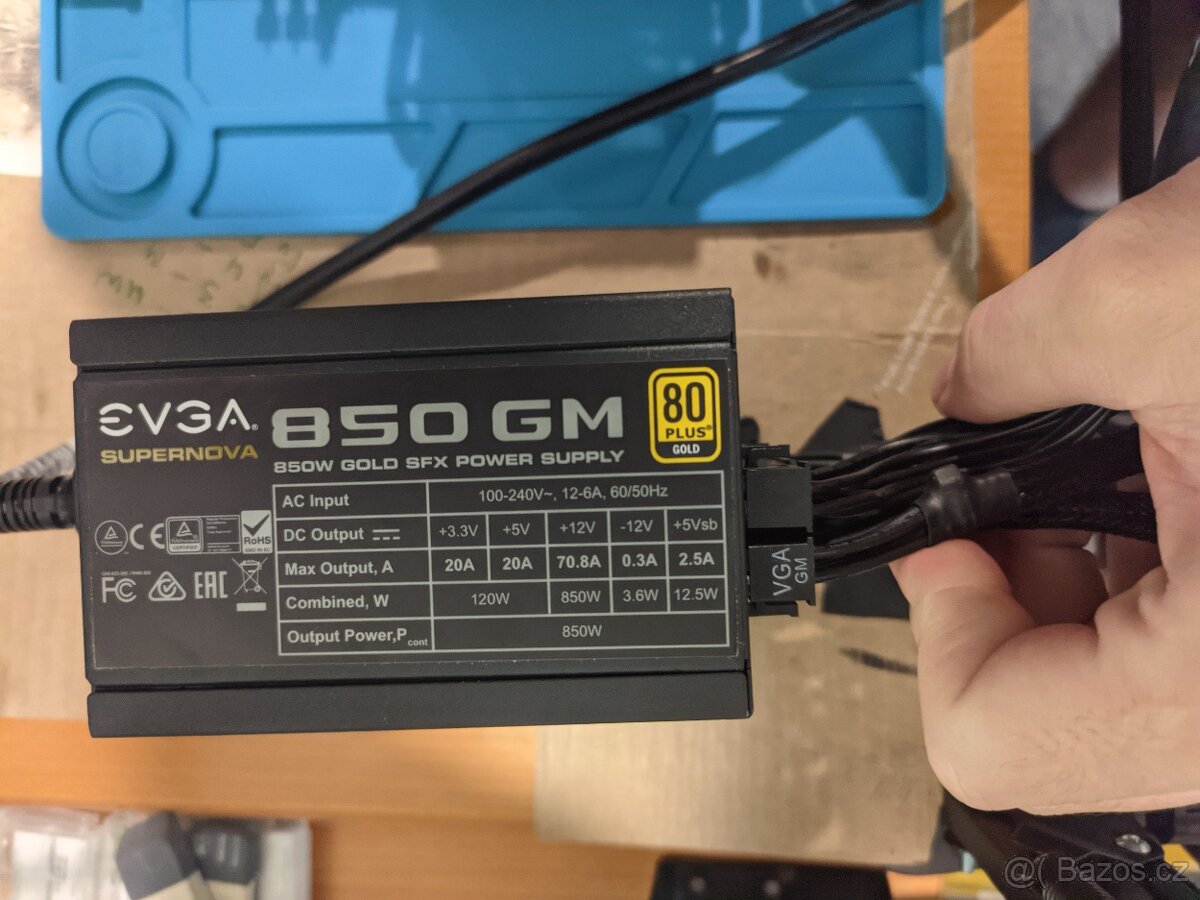 EVGA® 850 GM
SUPERNOVA
850W GOLD SFX POWER SUPPLY
80
PLUS®
GOLD
AC Input 100-240V~, 12-6A, 60/50Hz
DC Output +3.3V +5V +12V -12V +5Vsb
Max Output, A 20A 20A 70.8A 0.3A 2.5A
Combined, W 120W 850W 3.6W 12.5W
Output Power,Pcont 850W
CE
RoHS
FC
EAC
VGA
GM
@( Bazos.cz